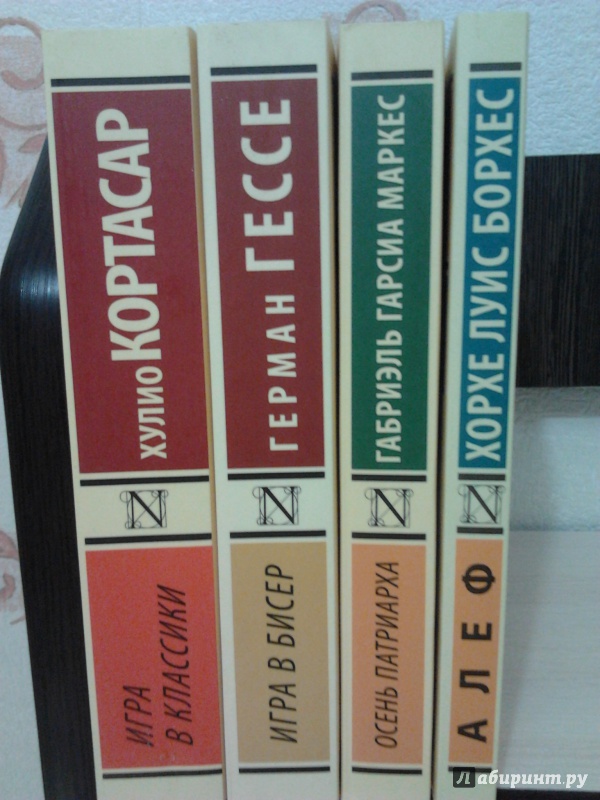 ХУЛИО КОРТАСАР
ИГРА
В КЛАССИКИ
ГЕРМАН ГЕССЕ
ИГРА В БИСЕР
ГАБРИЭЛЬ ГАРСИА МАРКЕС
ОСЕНЬ ПАТРИАРХА
ХОРХЕ ЛУИС БОРХЕС
АЛЕФ
Лабиринт.ру